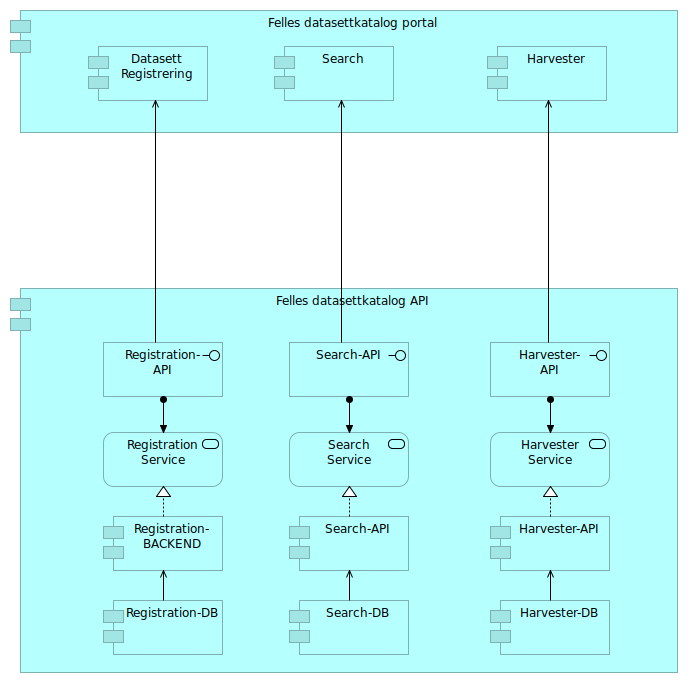 Felles datasettkatalog portal
Datasett
Registrering
Search
Harvester
Felles datasettkatalog API
Registration-
API
Search-API
Harvester-
API
Registration
Service
Search
Service
Harvester
Service
Registration-
BACKEND
Search-API
Harvester-API
Registration-DB
Search-DB
Harvester-DB